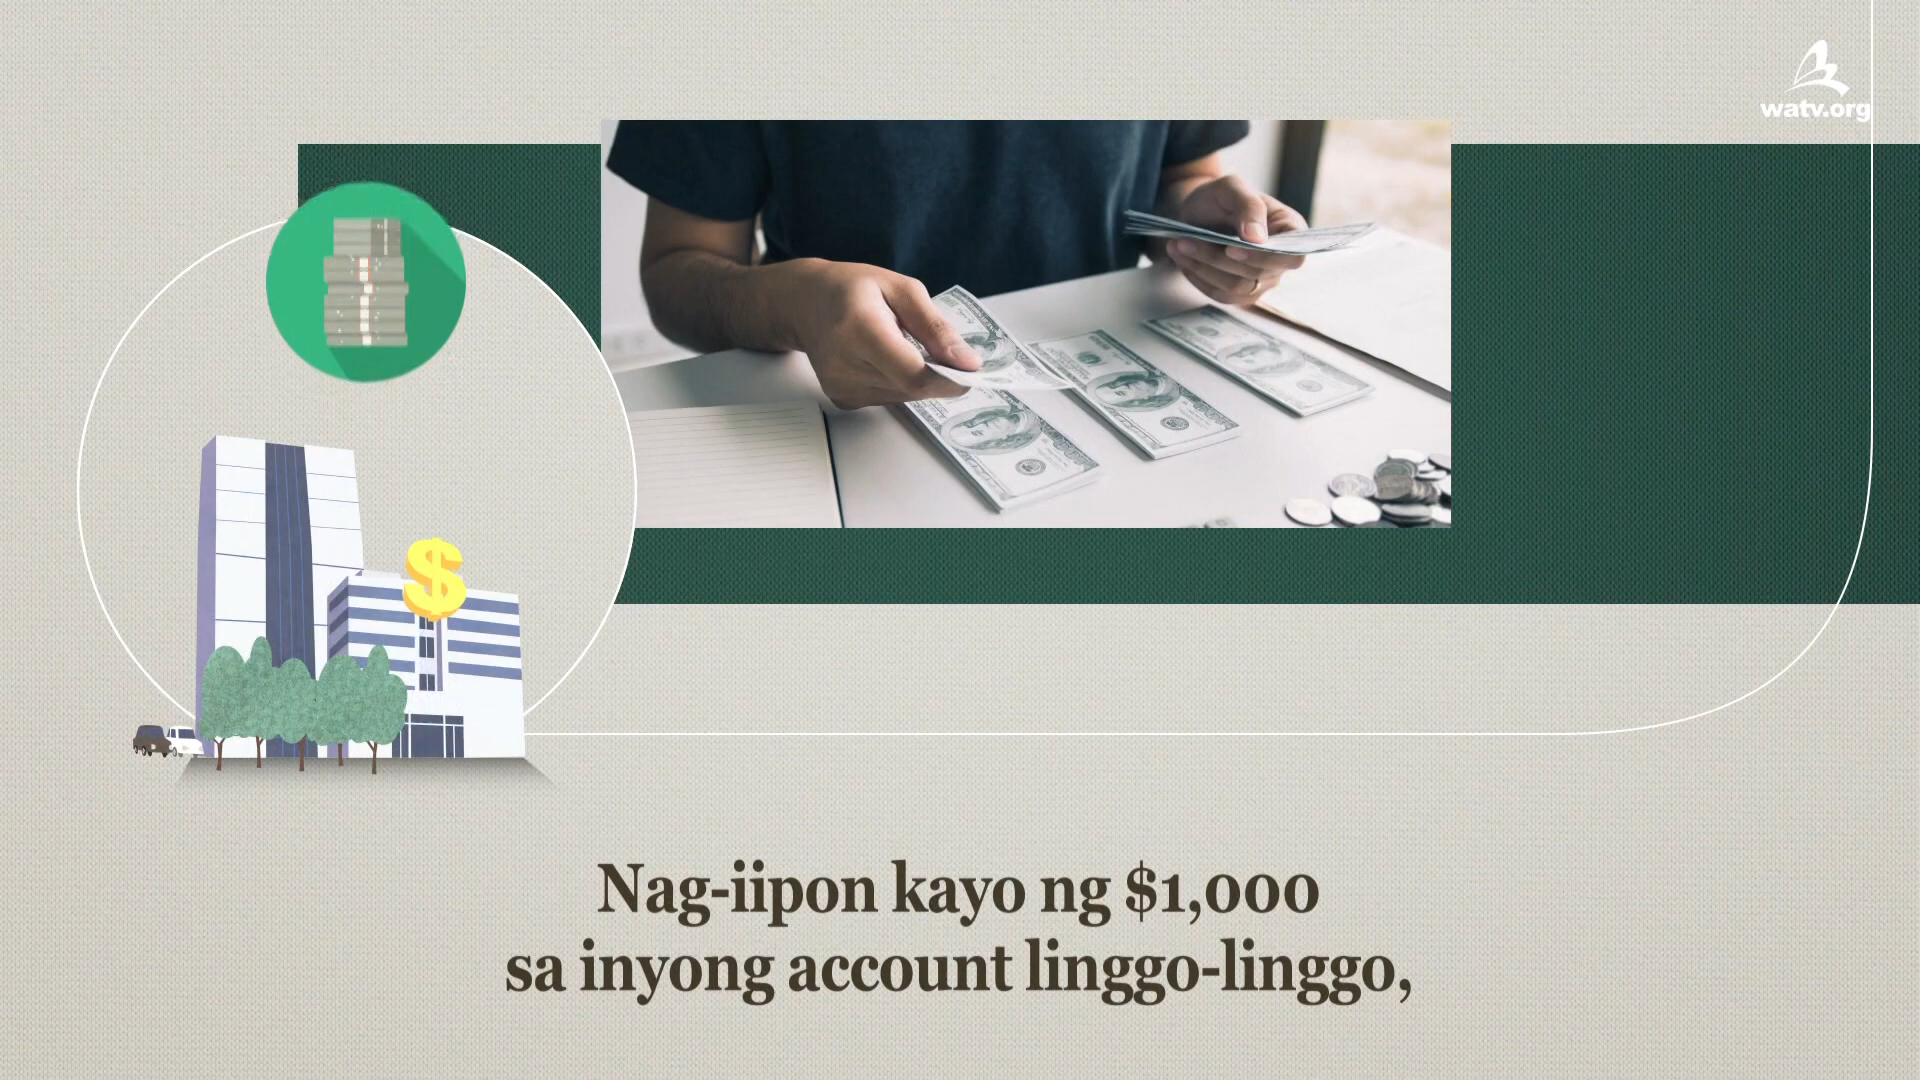 watv.org
$
Nag-iipon kayo ng $1,000
sa inyong account linggo-linggo,